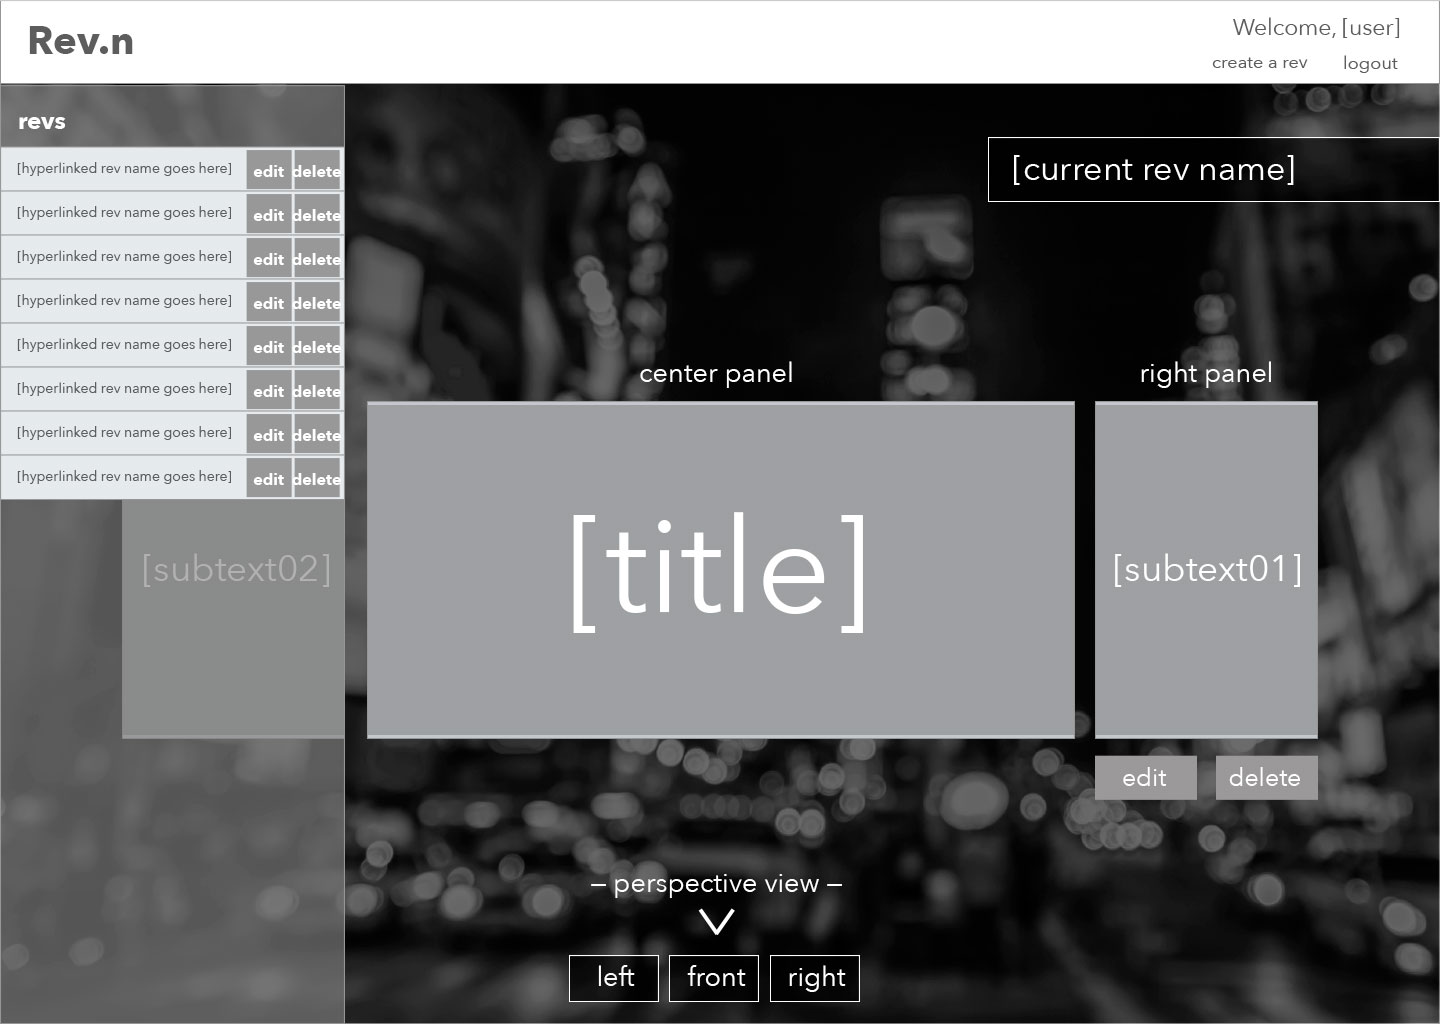 Rev.n
Welcome, [user]
create a rev logout
revs
[hyperlinked rev name goes here] edit delete
[hyperlinked rev name goes here] edit delete
[hyperlinked rev name goes here] edit delete
[hyperlinked rev name goes here] edit delete
[hyperlinked rev name goes here] edit delete
[hyperlinked rev name goes here] edit delete
[hyperlinked rev name goes here] edit delete
[hyperlinked rev name goes here] edit delete
[current rev name]
center panel
right panel
[subtext02]
[title]
[subtext01]
edit delete
– perspective view –
left front right